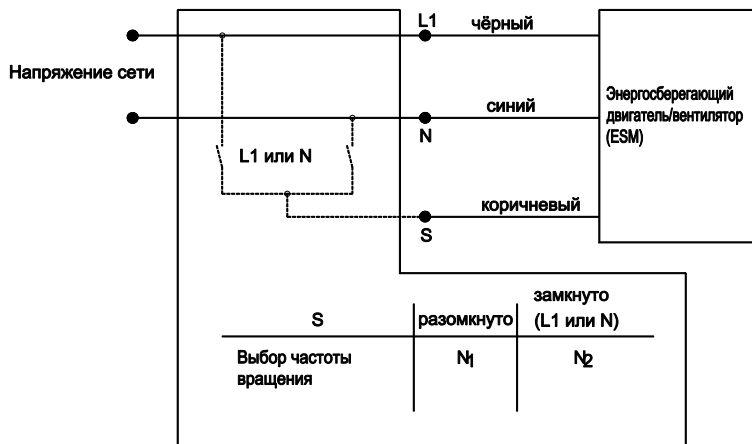 L1
чёрный
Напряжение сети
синий
N
Энергосберегающий
двигатель/вентилятор
(ESM)
L1 или N
коричневый
S
S
разомкнуто
замкнуто
(L1 или N)
Выбор частоты
вращения
N1
N2